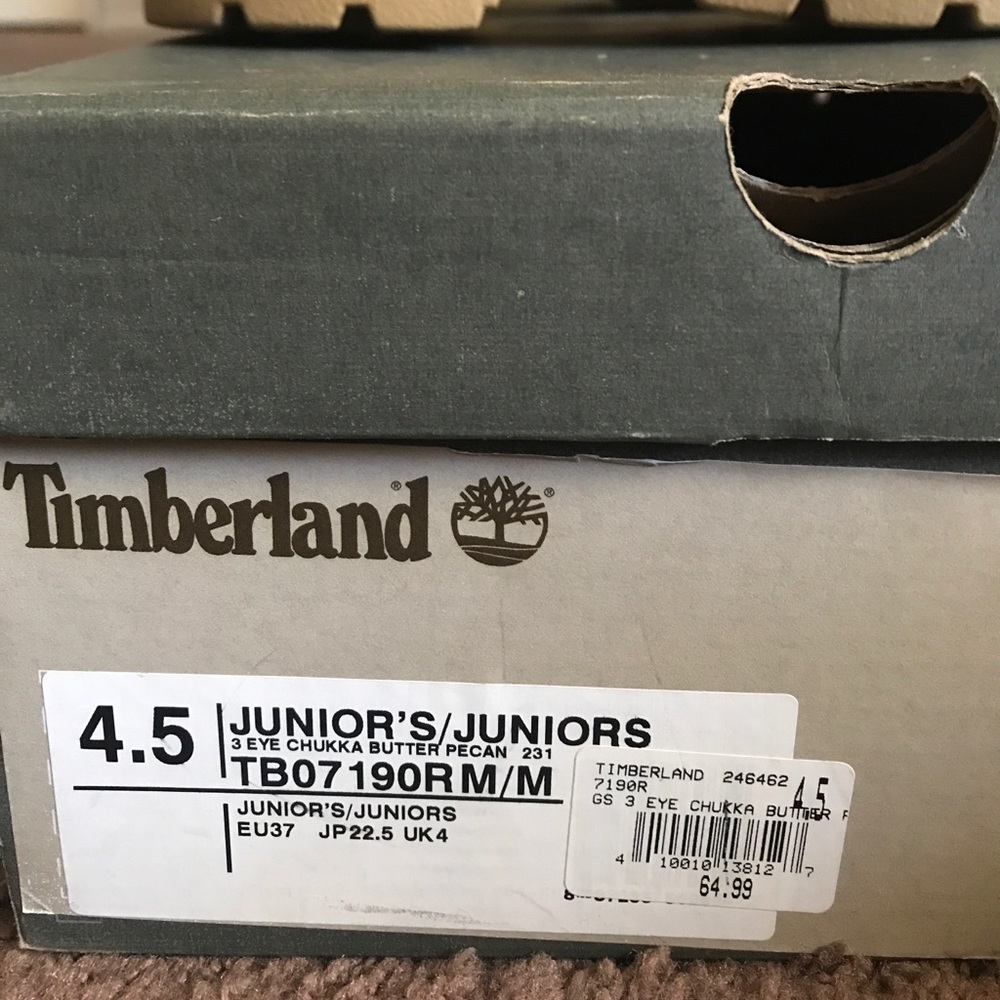 Timberland® ®
4.5
JUNIOR'S/JUNIORS
3 EYE CHUKKA BUTTER PECAN 231
TB07190R M/M
JUNIOR'S/JUNIORS
EU37 JP22.5 UK4
TIMBERLAND 246462
7190R 4.5
GS 3 EYE CHUKKA BUTTER
4 10010 13812 7
64.99